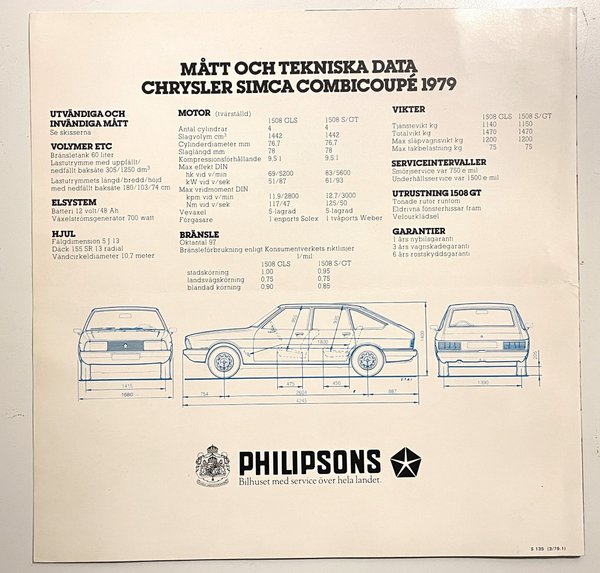 MÅTT OCH TEKNISKA DATA
CHRYSLER SIMCA COMBICOUPÉ 1979
UTVÄNDIGA OCH
INVÄNDIGA MÅTT
Se skisserna
VOLYMER ETC
Bränsletank 60 liter
Lastutrymme med uppfällt/
nedfällt baksäte 305/1250 dm³
Lastutrymmets längd/bredd/höjd
med nedfällt baksäte 180/103/74 cm
ELSYSTEM
Batteri 12 volt/48 Ah
Växelströmsgenerator 700 watt
HJUL
Fälgdimension 5 J 13
Däck 155 SR 13 radial
Vändcirkeldiameter 10,7 meter
MOTOR (tvärställd)
1508 GLS 1508 S/GT
Antal cylindrar 4 4
Slagvolym cm³ 1442 1442
Cylinderdiameter mm 76,7 76,7
Slaglängd mm 78 78
Kompressionsförhållande 9,5:1 9,5:1
Max effekt DIN
hk vid v/min 69/5200 83/5600
kW vid v/sek 51/87 61/93
Max vridmoment DIN
kpm vid v/min 11,9/2800 12,7/3000
Nm vid v/sek 117/47 125/50
Växel 5-lagrad 5-lagrad
Förgasare 1 enports Solex 1 tvåports Weber
BRÄNSLE
Oktantal 97
Bränsleförbrukning enligt Konsumentverkets riktlinjer
l/mil
1508 GLS 1508 S/GT
stadskörning 1.00 0.95
landsvägskörning 0.75 0.75
blandad körning 0.90 0.85
VIKTER
1508 GLS 1508 S/GT
Tjänstevikt kg 1140 1150
Totalvikt kg 1470 1470
Max släpvagnsvikt kg 1200 1200
Max takbelastning kg 75 75
SERVICEINTERVALLER
Smörjservice var 750:e mil
Underhållsservice var 1500:e mil
UTRUSTNING 1508 GT
Tonade rutor runtom
Eldrivna fönsterhissar fram
Velourklädsel
GARANTIER
1 års nybilsgaranti
3 års vagnskadegaranti
6 års rostskyddsgaranti
1415
1680
1800
475
450
754
2604
887
4245
1400
1390
205
PHILIPSONS
Bilhuset med service över hela landet.
S 135 (3/79.1)